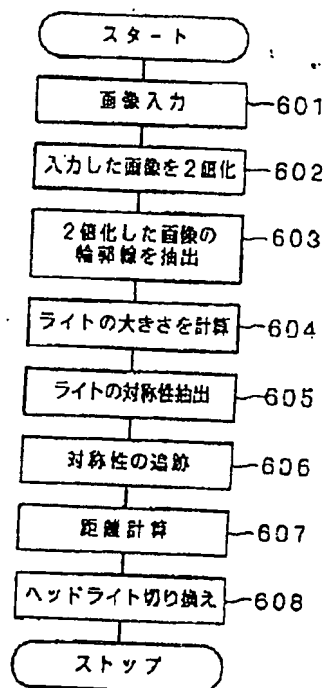 スタート
画像入力
601
入力した画像を2値化
602
2値化した画像の
輪郭線を抽出
603
ライトの大きさを計算
604
ライトの対称性抽出
605
対称性の追跡
606
距離計算
607
ヘッドライト切り換え
608
ストップ